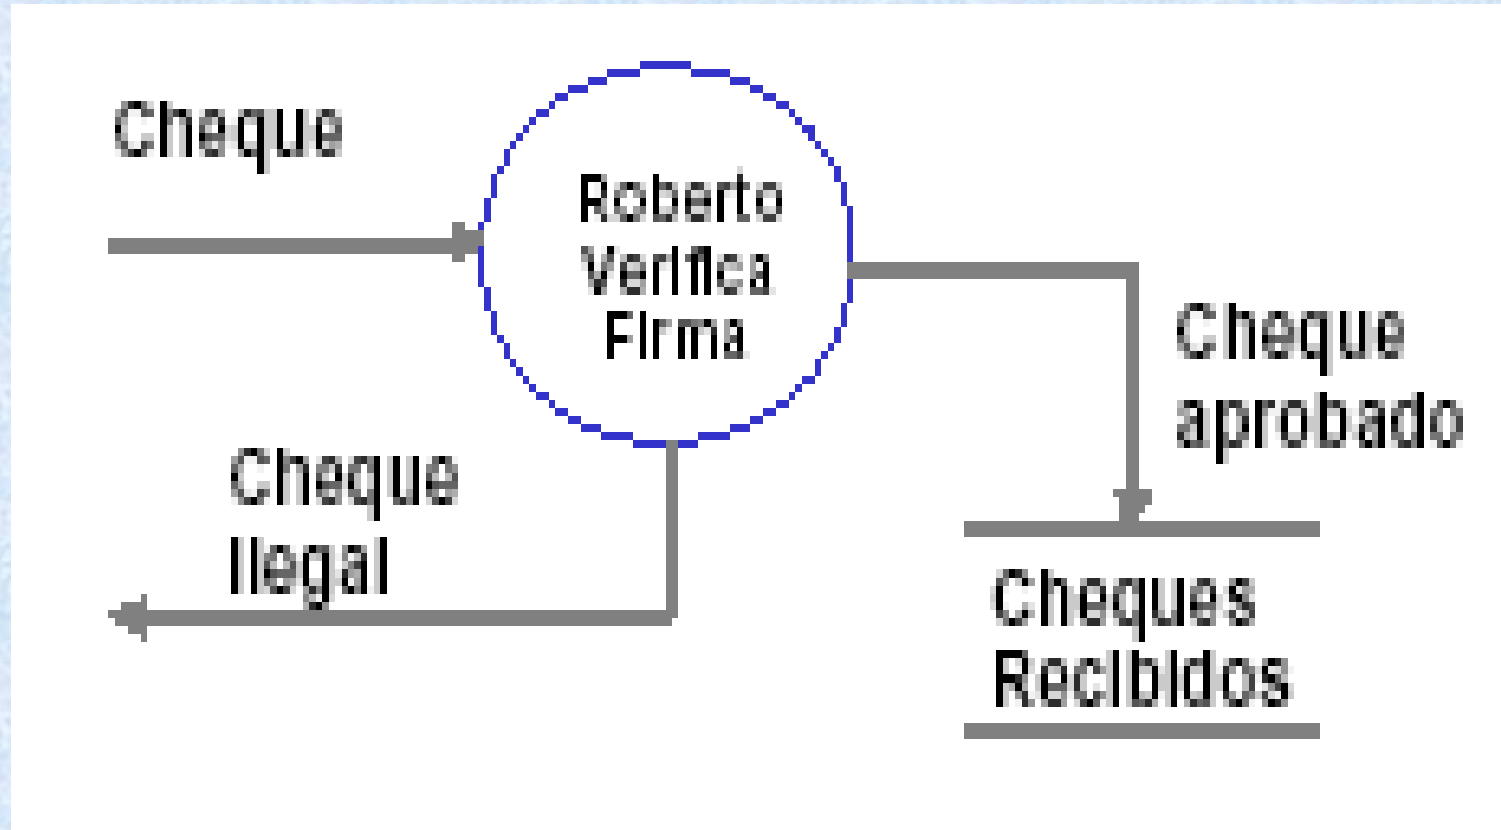 Cheque
Roberto
Verifica
Firma
Cheque
aprobado
Cheque
Ilegal
Cheques
Recibidos